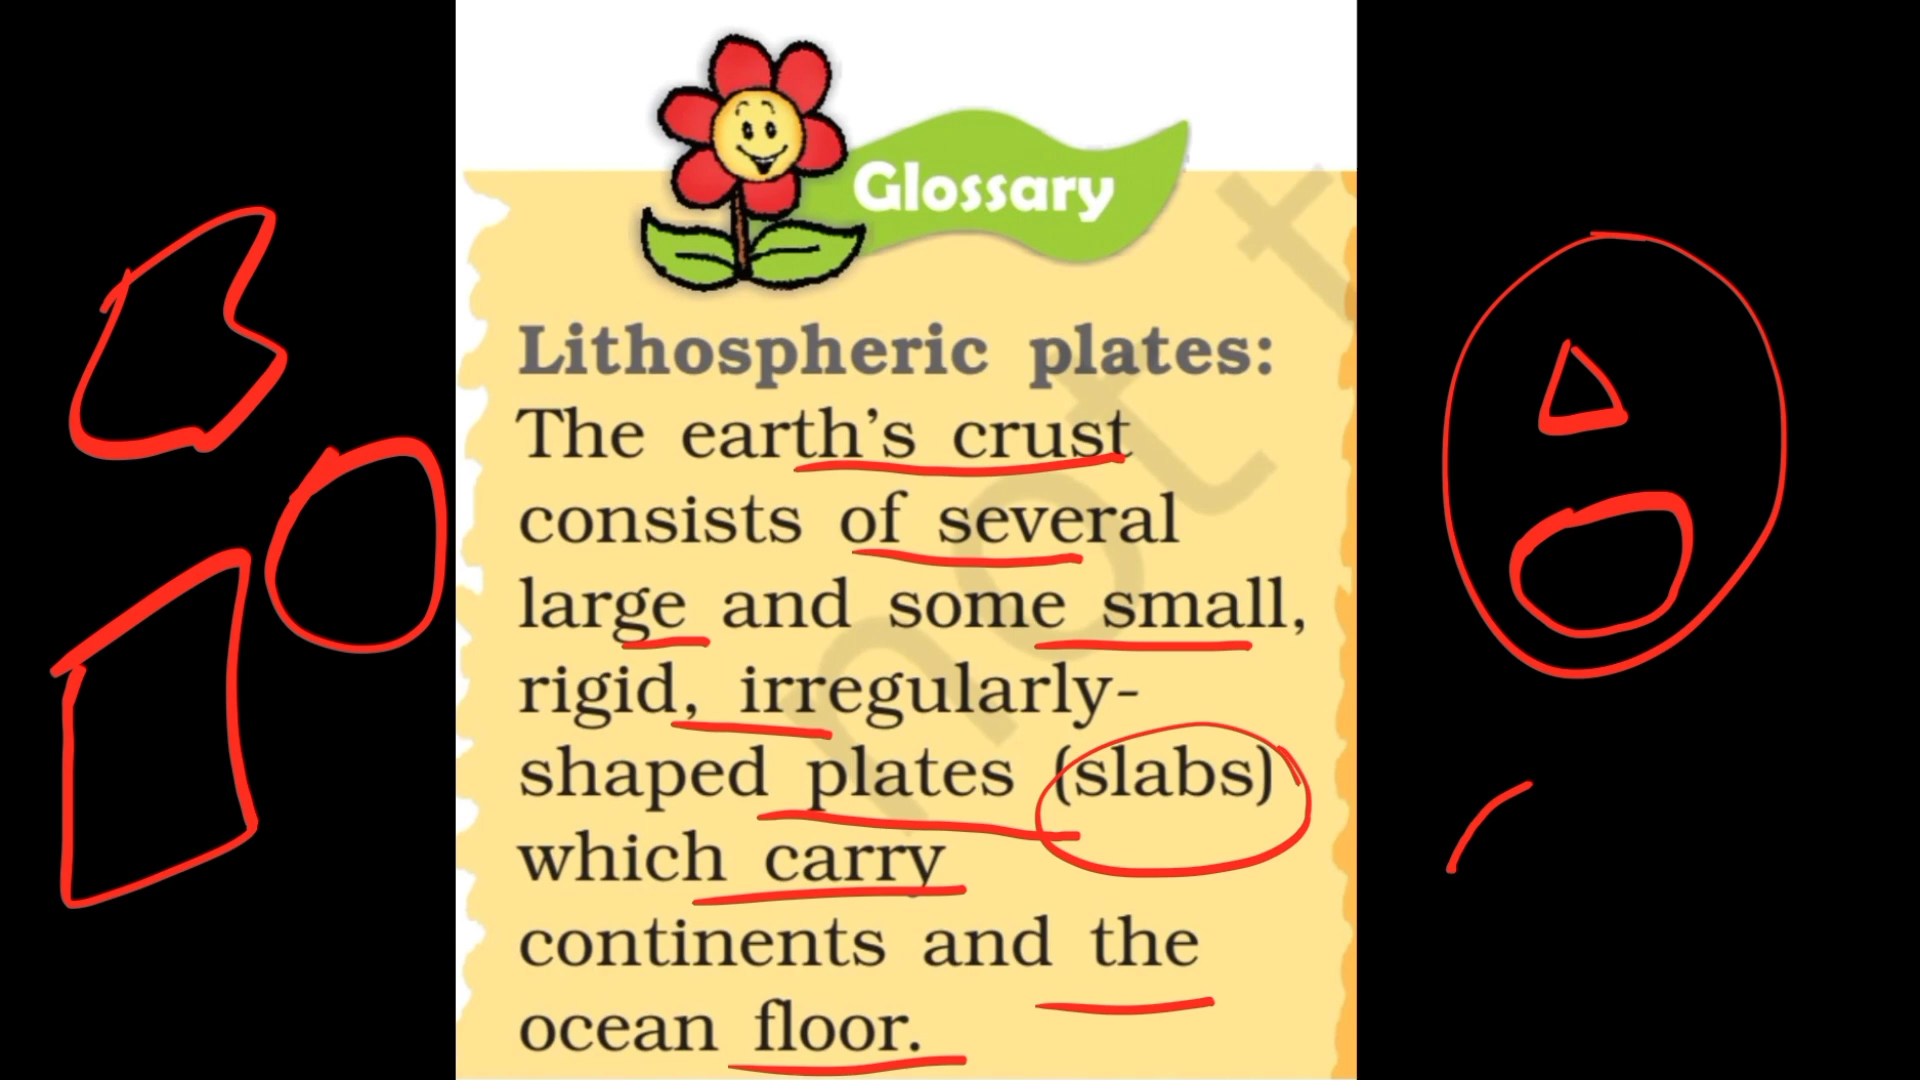 Glossary
Lithospheric plates:
The earth's crust
consists of several
large and some small,
rigid, irregularly-
shaped plates (slabs)
which carry
continents and the
ocean floor.
not t